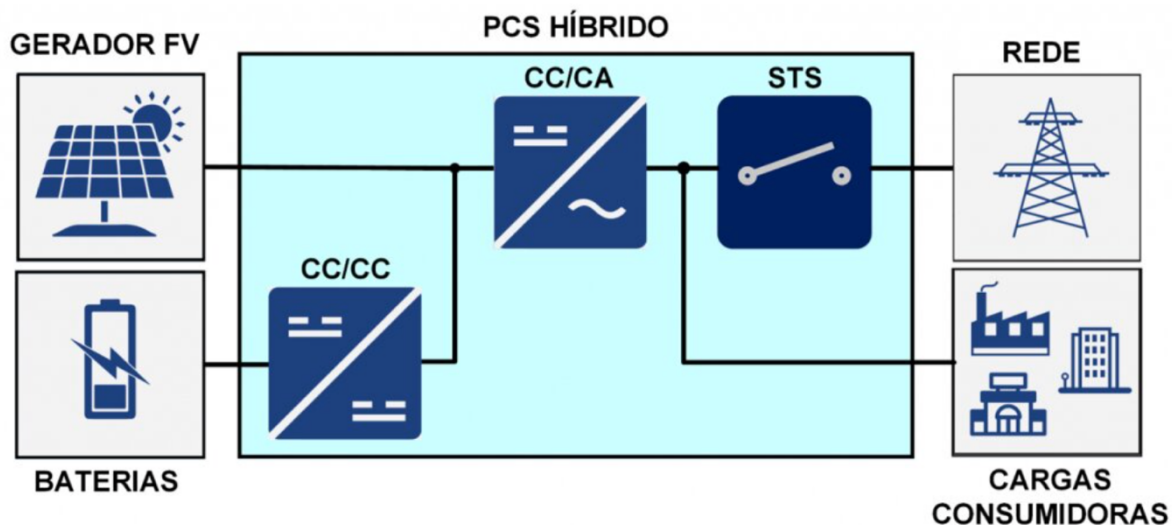 PCS HÍBRIDO
GERADOR FV
REDE
CC/CA
STS
CC/CC
BATERIAS
CARGAS
CONSUMIDORAS